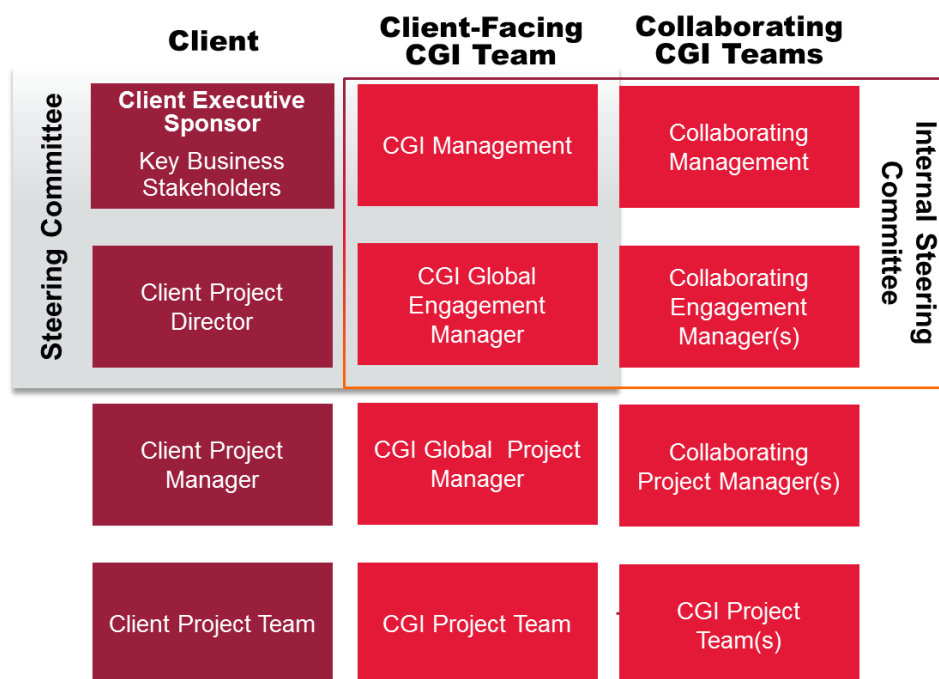 Client
Client-Facing
CGI Team
Collaborating
CGI Teams
Steering Committee
Client Executive
Sponsor
Key Business
Stakeholders
CGI Management
Collaborating
Management
Internal Steering
Committee
Client Project
Director
CGI Global
Engagement
Manager
Collaborating
Engagement
Manager(s)
Client Project
Manager
CGI Global Project
Manager
Collaborating
Project Manager(s)
Client Project Team
CGI Project Team
CGI Project
Team(s)